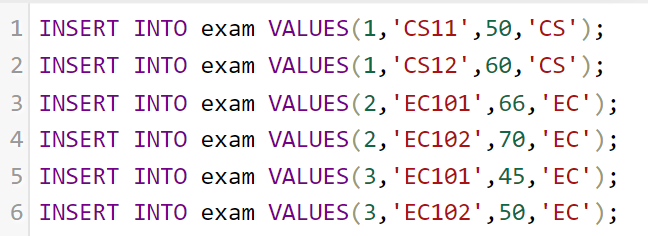 1 INSERT INTO exam VALUES(1,'CS11',50,'CS');
2 INSERT INTO exam VALUES(1,'CS12',60,'CS');
3 INSERT INTO exam VALUES(2,'EC101',66,'EC');
4 INSERT INTO exam VALUES(2,'EC102',70,'EC');
5 INSERT INTO exam VALUES(3,'EC101',45,'EC');
6 INSERT INTO exam VALUES(3,'EC102',50,'EC');